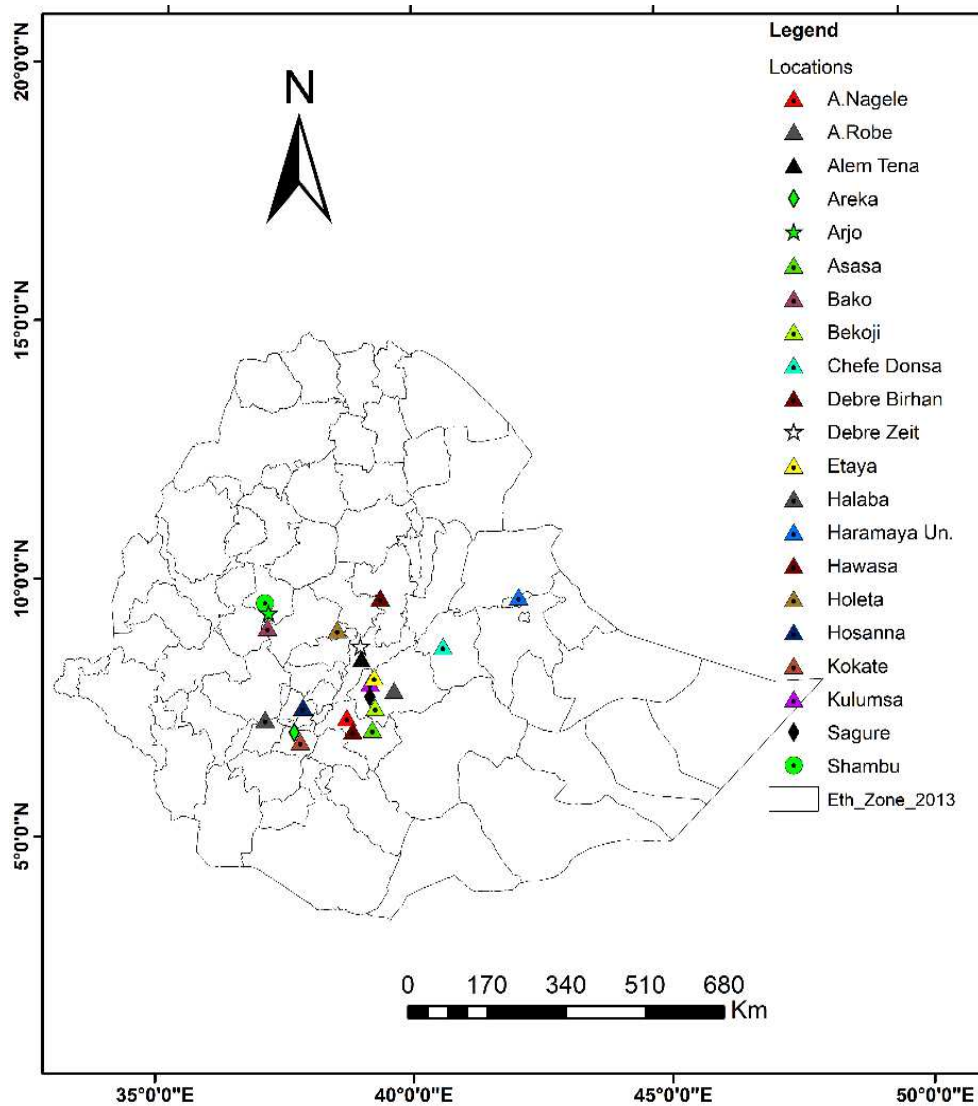 Legend
Locations
A.Nagele
A.Robe
Alem Tena
Areka
Arjo
Asasa
Bako
Bekoji
Chefe Donsa
Debre Birhan
Debre Zeit
Etaya
Halaba
Haramaya Un.
Hawasa
Holeta
Hosanna
Kokate
Kulumsa
Sagure
Shambu
Eth_Zone_2013
N
20°0'0"N
15°0'0"N
10°0'0"N
5°0'0"N
0 170 340 510 680
Km
35°0'0"E 40°0'0"E 45°0'0"E 50°0'0"E